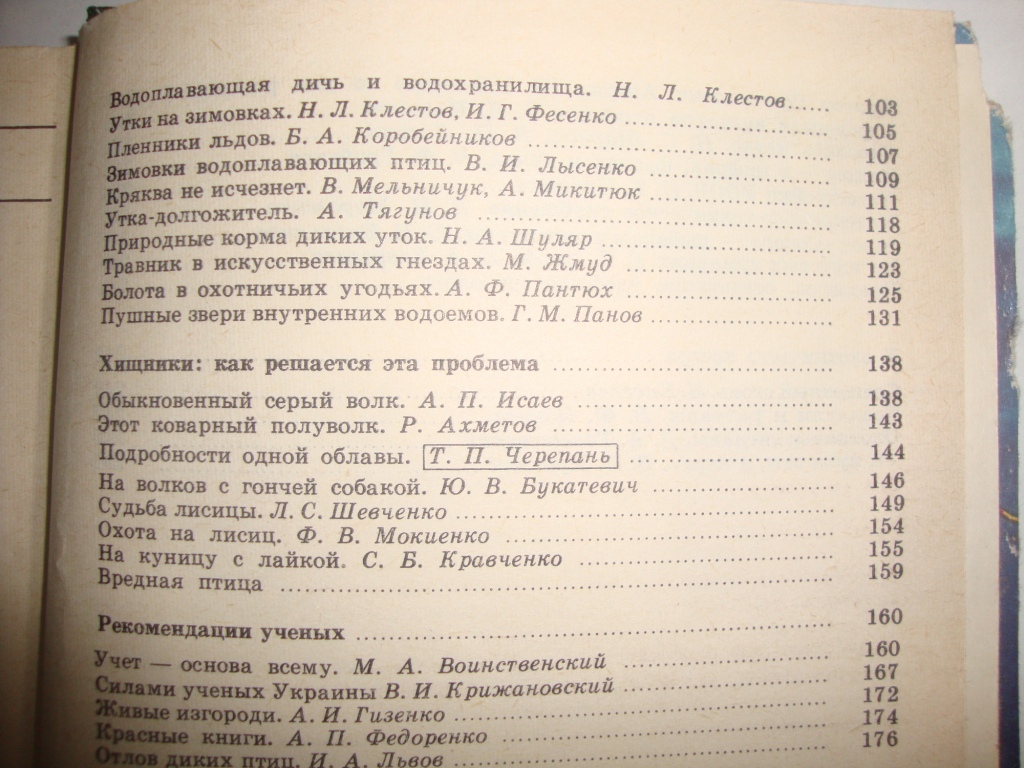 Водоплавающая дичь и водохранилища. Н. Л. Клестов...... 103
Утки на зимовках. Н. Л. Клестов, И. Г. Фесенко .......... 105
Пленники льдов. Б. А. Коробейников .......... 107
Зимовки водоплавающих птиц. В. И. Лысенко .......... 109
Кряква не исчезнет. В. Мельничук, А. Микитюк .......... 111
Утка-долгожитель. А. Тягунов .......... 118
Природные корма диких уток. Н. А. Шуляр .......... 119
Травник в искусственных гнездах. М. Жмуд .......... 123
Болота в охотничьих угодьях. А. Ф. Пантюх .......... 125
Пушные звери внутренних водоемов. Г. М. Панов .......... 131
Хищники: как решается эта проблема .......... 138
Обыкновенный серый волк. А. П. Исаев .......... 138
Этот коварный полуволк. Р. Ахметов .......... 143
Подробности одной облавы. Т. П. Черепань .......... 144
На волков с гончей собакой. Ю. В. Букатевич .......... 146
Судьба лисицы. Л. С. Шевченко .......... 149
Охота на лисиц. Ф. В. Мокиенко .......... 154
На куницу с лайкой. С. Б. Кравченко .......... 155
Вредная птица .......... 159
Рекомендации ученых .......... 160
Учет — основа всему. М. А. Воинственский .......... 160
Силами ученых Украины В. И. Крижановский .......... 167
Живые изгороди. А. И. Гизенко .......... 172
Красные книги. А. П. Федоренко .......... 174
Отлов диких птиц. И. А. Львов .......... 176